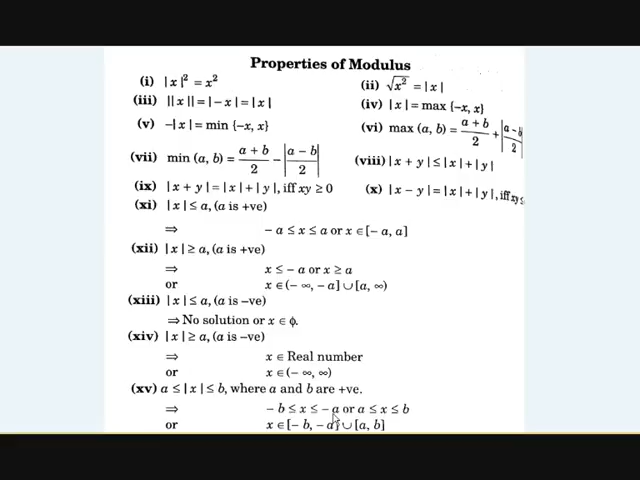 Properties of Modulus
(i) |x|² = x² (ii) √x² = |x|
(iii) ||x|| = |-x| = |x| (iv) |x| = max {-x, x}
(v) -|x| = min {-x, x} (vi) max (a, b) = (a + b)/2 + |(a - b)/2|
(vii) min (a, b) = (a + b)/2 - |(a - b)/2| (viii) |x + y| ≤ |x| + |y|
(ix) |x + y| = |x| + |y|, iff xy ≥ 0 (x) |x - y| = |x| + |y|, iff xy ≤
(xi) |x| ≤ a, (a is +ve)
⇒ - a ≤ x ≤ a or x ∈ [- a, a]
(xii) |x| ≥ a, (a is +ve)
⇒ x ≤ - a or x ≥ a
or x ∈ (- ∞, - a] ∪ [a, ∞)
(xiii) |x| ≤ a, (a is –ve)
⇒ No solution or x ∈ ϕ.
(xiv) |x| ≥ a, (a is –ve)
⇒ x ∈ Real number
or x ∈ (- ∞, ∞)
(xv) a ≤ |x| ≤ b, where a and b are +ve.
⇒ - b ≤ x ≤ - a or a ≤ x ≤ b
or x ∈ [- b, - a] ∪ [a, b]